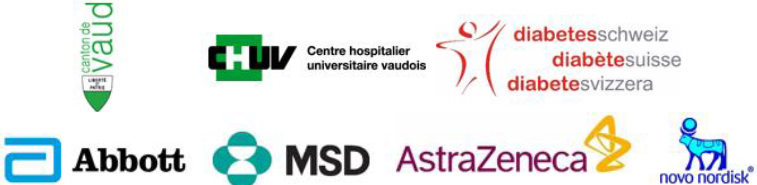 canton de
vaud
LIBERTÉ
ET
PATRIE
CHUV
Centre hospitalier
universitaire vaudois
diabetesschweiz
diabètesuisse
diabetesvizzera
Abbott
MSD
AstraZeneca
novo nordisk®